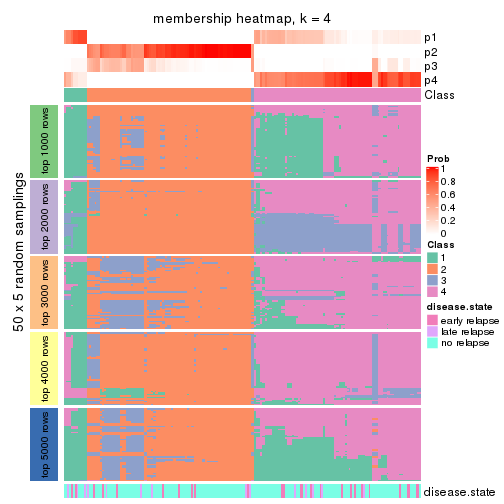 membership heatmap, k = 4
p1
p2
p3
p4
Class
50 x 5 random samplings
top 1000 rows
top 2000 rows
top 3000 rows
top 4000 rows
top 5000 rows
Prob
1
0.8
0.6
0.4
0.2
0
Class
1
2
3
4
disease.state
early relapse
late relapse
no relapse
disease.state